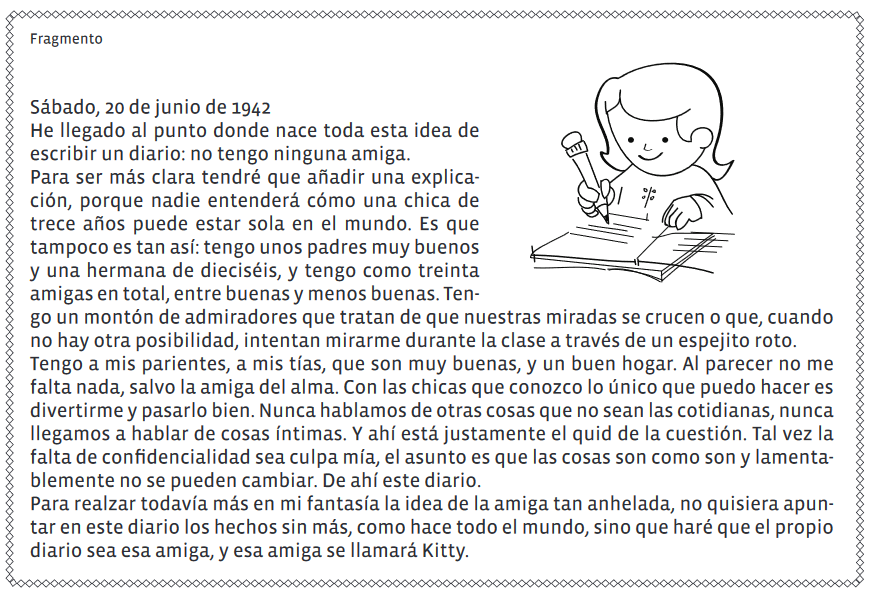 Fragmento
Sábado, 20 de junio de 1942
He llegado al punto donde nace toda esta idea de
escribir un diario: no tengo ninguna amiga.
Para ser más clara tendré que añadir una explica-
ción, porque nadie entenderá cómo una chica de
trece años puede estar sola en el mundo. Es que
tampoco es tan así: tengo unos padres muy buenos
y una hermana de dieciséis, y tengo como treinta
amigas en total, entre buenas y menos buenas. Ten-
go un montón de admiradores que tratan de que nuestras miradas se crucen o que, cuando
no hay otra posibilidad, intentan mirarme durante la clase a través de un espejito roto.
Tengo a mis parientes, a mis tías, que son muy buenas, y un buen hogar. Al parecer no me
falta nada, salvo la amiga del alma. Con las chicas que conozco lo único que puedo hacer es
divertirme y pasarlo bien. Nunca hablamos de otras cosas que no sean las cotidianas, nunca
llegamos a hablar de cosas íntimas. Y ahí está justamente el quid de la cuestión. Tal vez la
falta de confidencialidad sea culpa mía, el asunto es que las cosas son como son y lamenta-
blemente no se pueden cambiar. De ahí este diario.
Para realzar todavía más en mi fantasía la idea de la amiga tan anhelada, no quisiera apun-
tar en este diario los hechos sin más, como hace todo el mundo, sino que haré que el propio
diario sea esa amiga, y esa amiga se llamará Kitty.